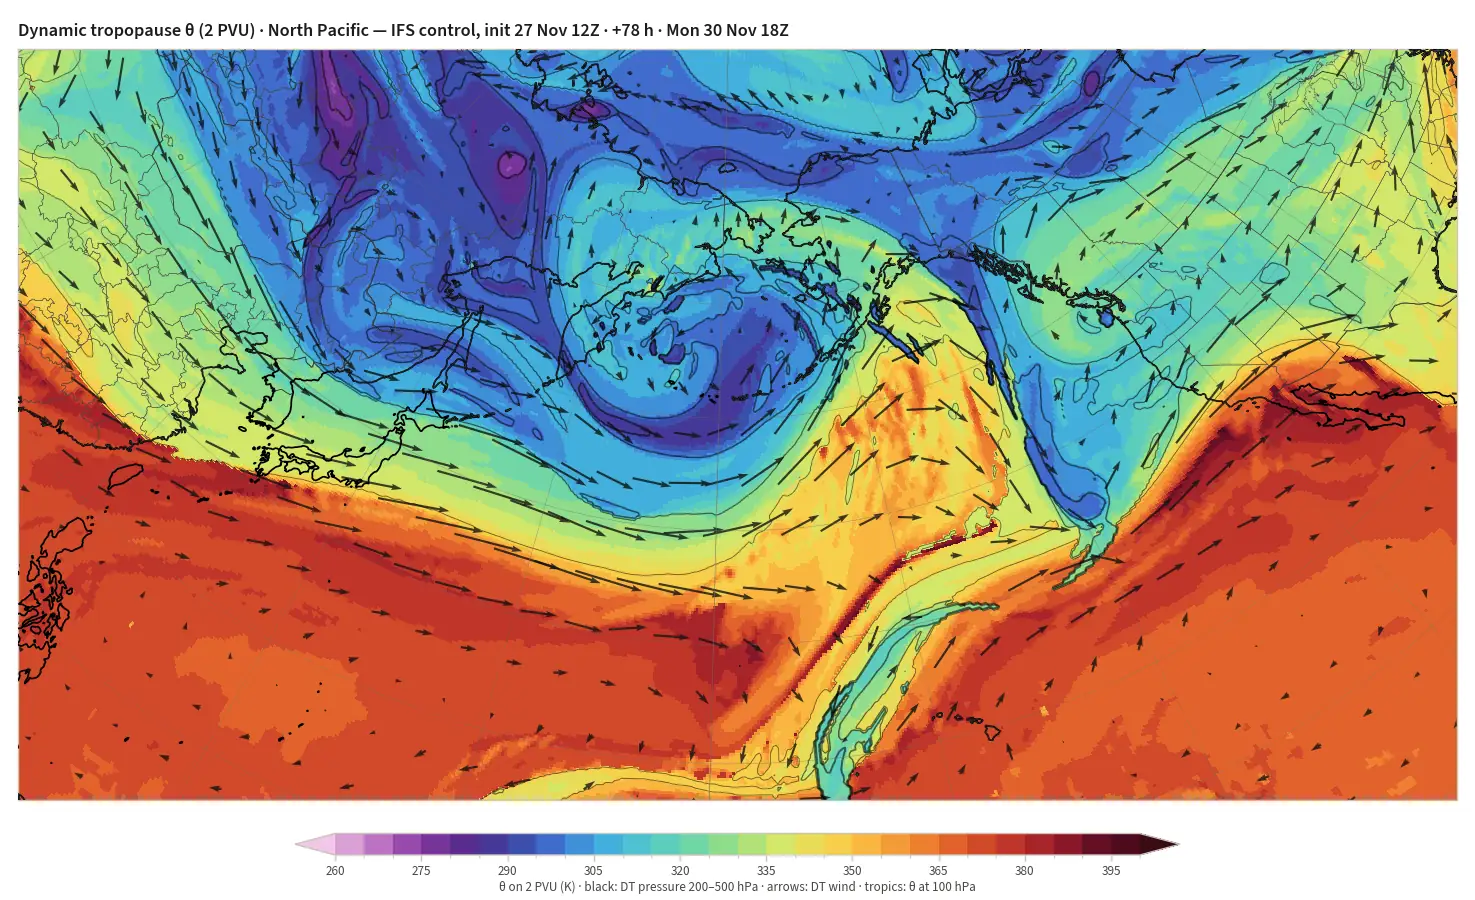 Dynamic tropopause θ (2 PVU) · North Pacific — IFS control, init 27 Nov 12Z · +78 h · Mon 30 Nov 18Z
260 275 290 305 320 335 350 365 380 395
θ on 2 PVU (K) · black: DT pressure 200–500 hPa · arrows: DT wind · tropics: θ at 100 hPa